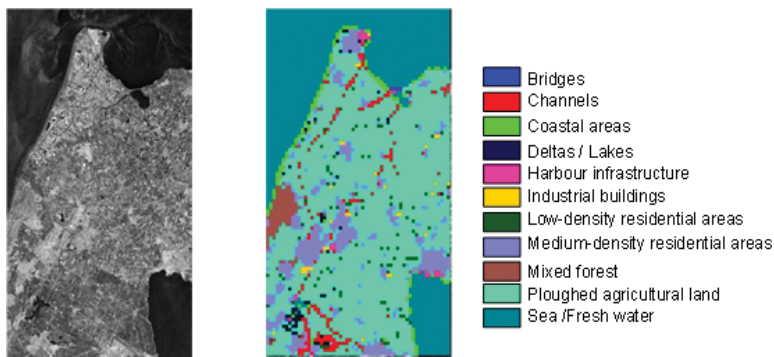 Bridges
Channels
Coastal areas
Deltas / Lakes
Harbour infrastructure
Industrial buildings
Low-density residential areas
Medium-density residential areas
Mixed forest
Ploughed agricultural land
Sea /Fresh water